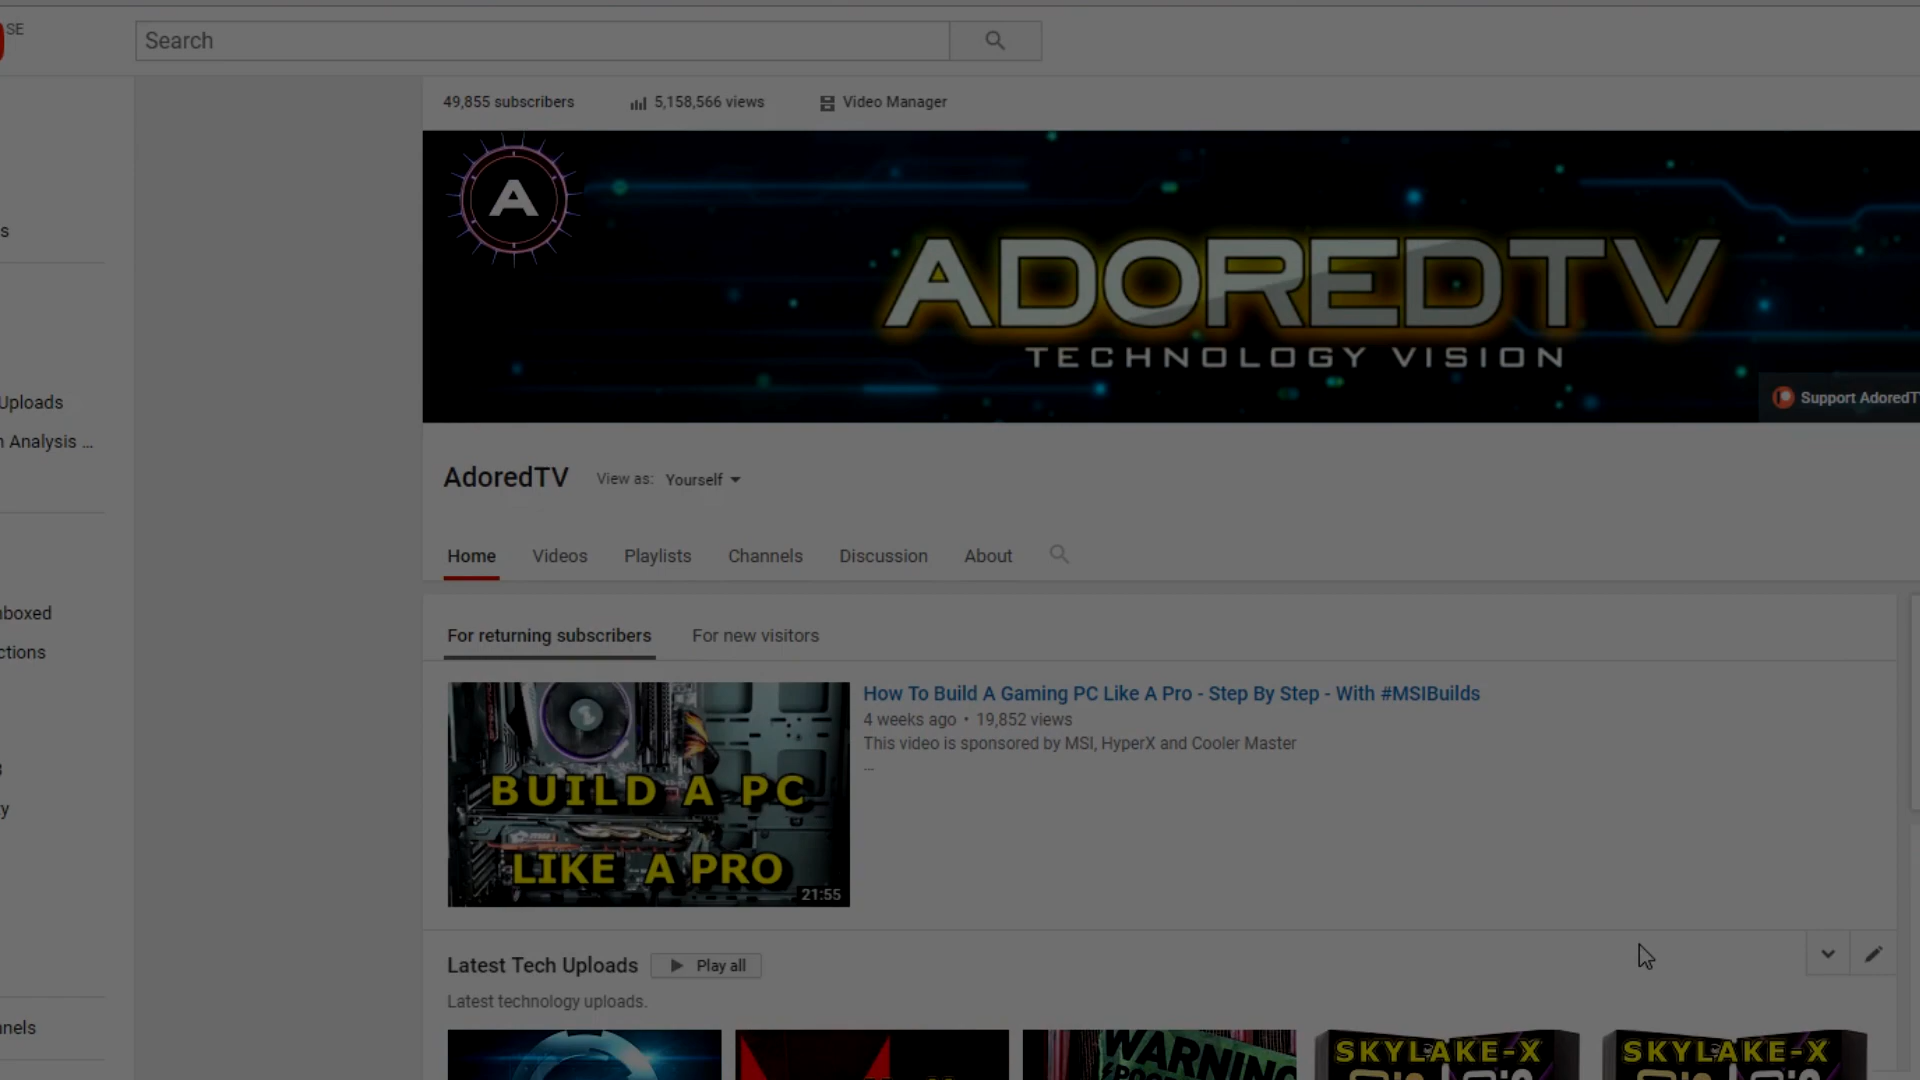 SE
Search
49,855 subscribers
5,158,566 views
Video Manager
A
ADOREDTV
TECHNOLOGY VISION
Support AdoredT
s
Uploads
n Analysis ...
AdoredTV View as: Yourself
Home Videos Playlists Channels Discussion About
nboxed
ctions
For returning subscribers For new visitors
How To Build A Gaming PC Like A Pro - Step By Step - With #MSIBuilds
4 weeks ago • 19,852 views
This video is sponsored by MSI, HyperX and Cooler Master
...
BUILD A PC
LIKE A PRO
21:55
3
ty
Latest Tech Uploads Play all
Latest technology uploads.
nnels
WARNING
SKYLAKE-X
SKYLAKE-X